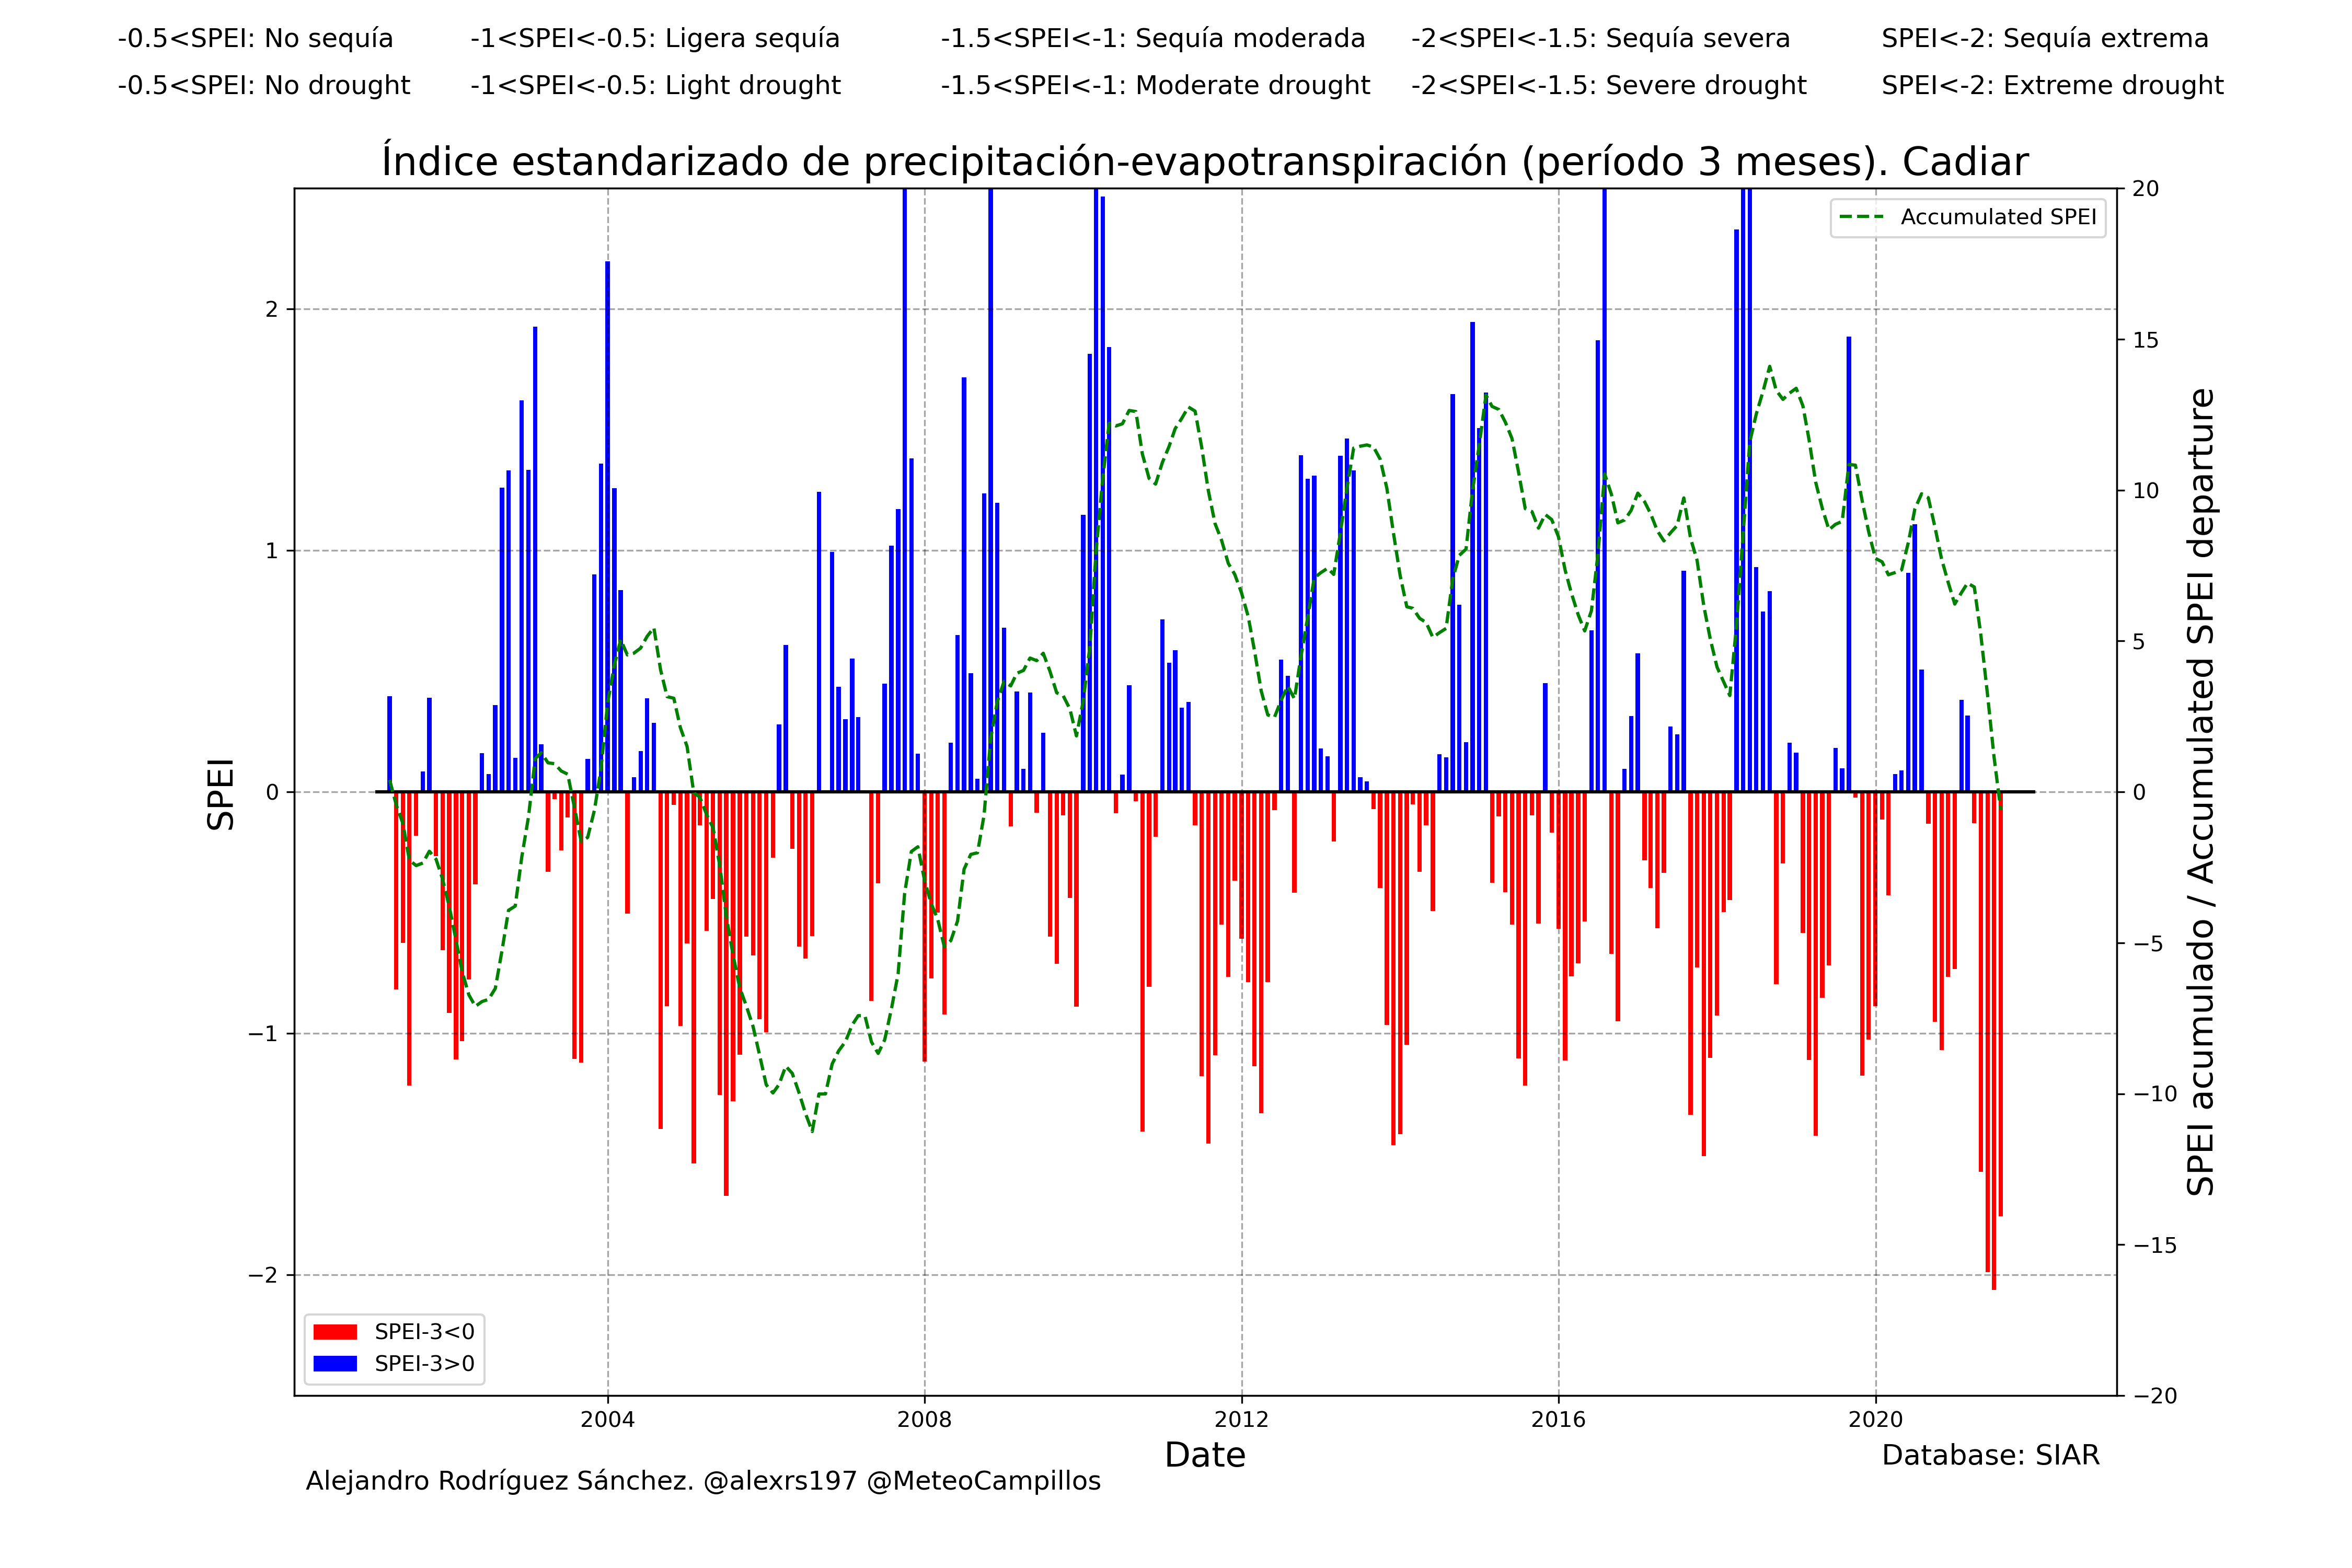 -0.5<SPEI: No sequía -1<SPEI<-0.5: Ligera sequía -1.5<SPEI<-1: Sequía moderada -2<SPEI<-1.5: Sequía severa SPEI<-2: Sequía extrema
-0.5<SPEI: No drought -1<SPEI<-0.5: Light drought -1.5<SPEI<-1: Moderate drought -2<SPEI<-1.5: Severe drought SPEI<-2: Extreme drought
Índice estandarizado de precipitación-evapotranspiración (período 3 meses). Cadiar
Accumulated SPEI
SPEI
2
1
0
−1
−2
20
15
10
5
0
−5
−10
−15
−20
SPEI acumulado / Accumulated SPEI departure
SPEI-3<0
SPEI-3>0
2004 2008 2012 2016 2020
Date
Database: SIAR
Alejandro Rodríguez Sánchez. @alexrs197 @MeteoCampillos